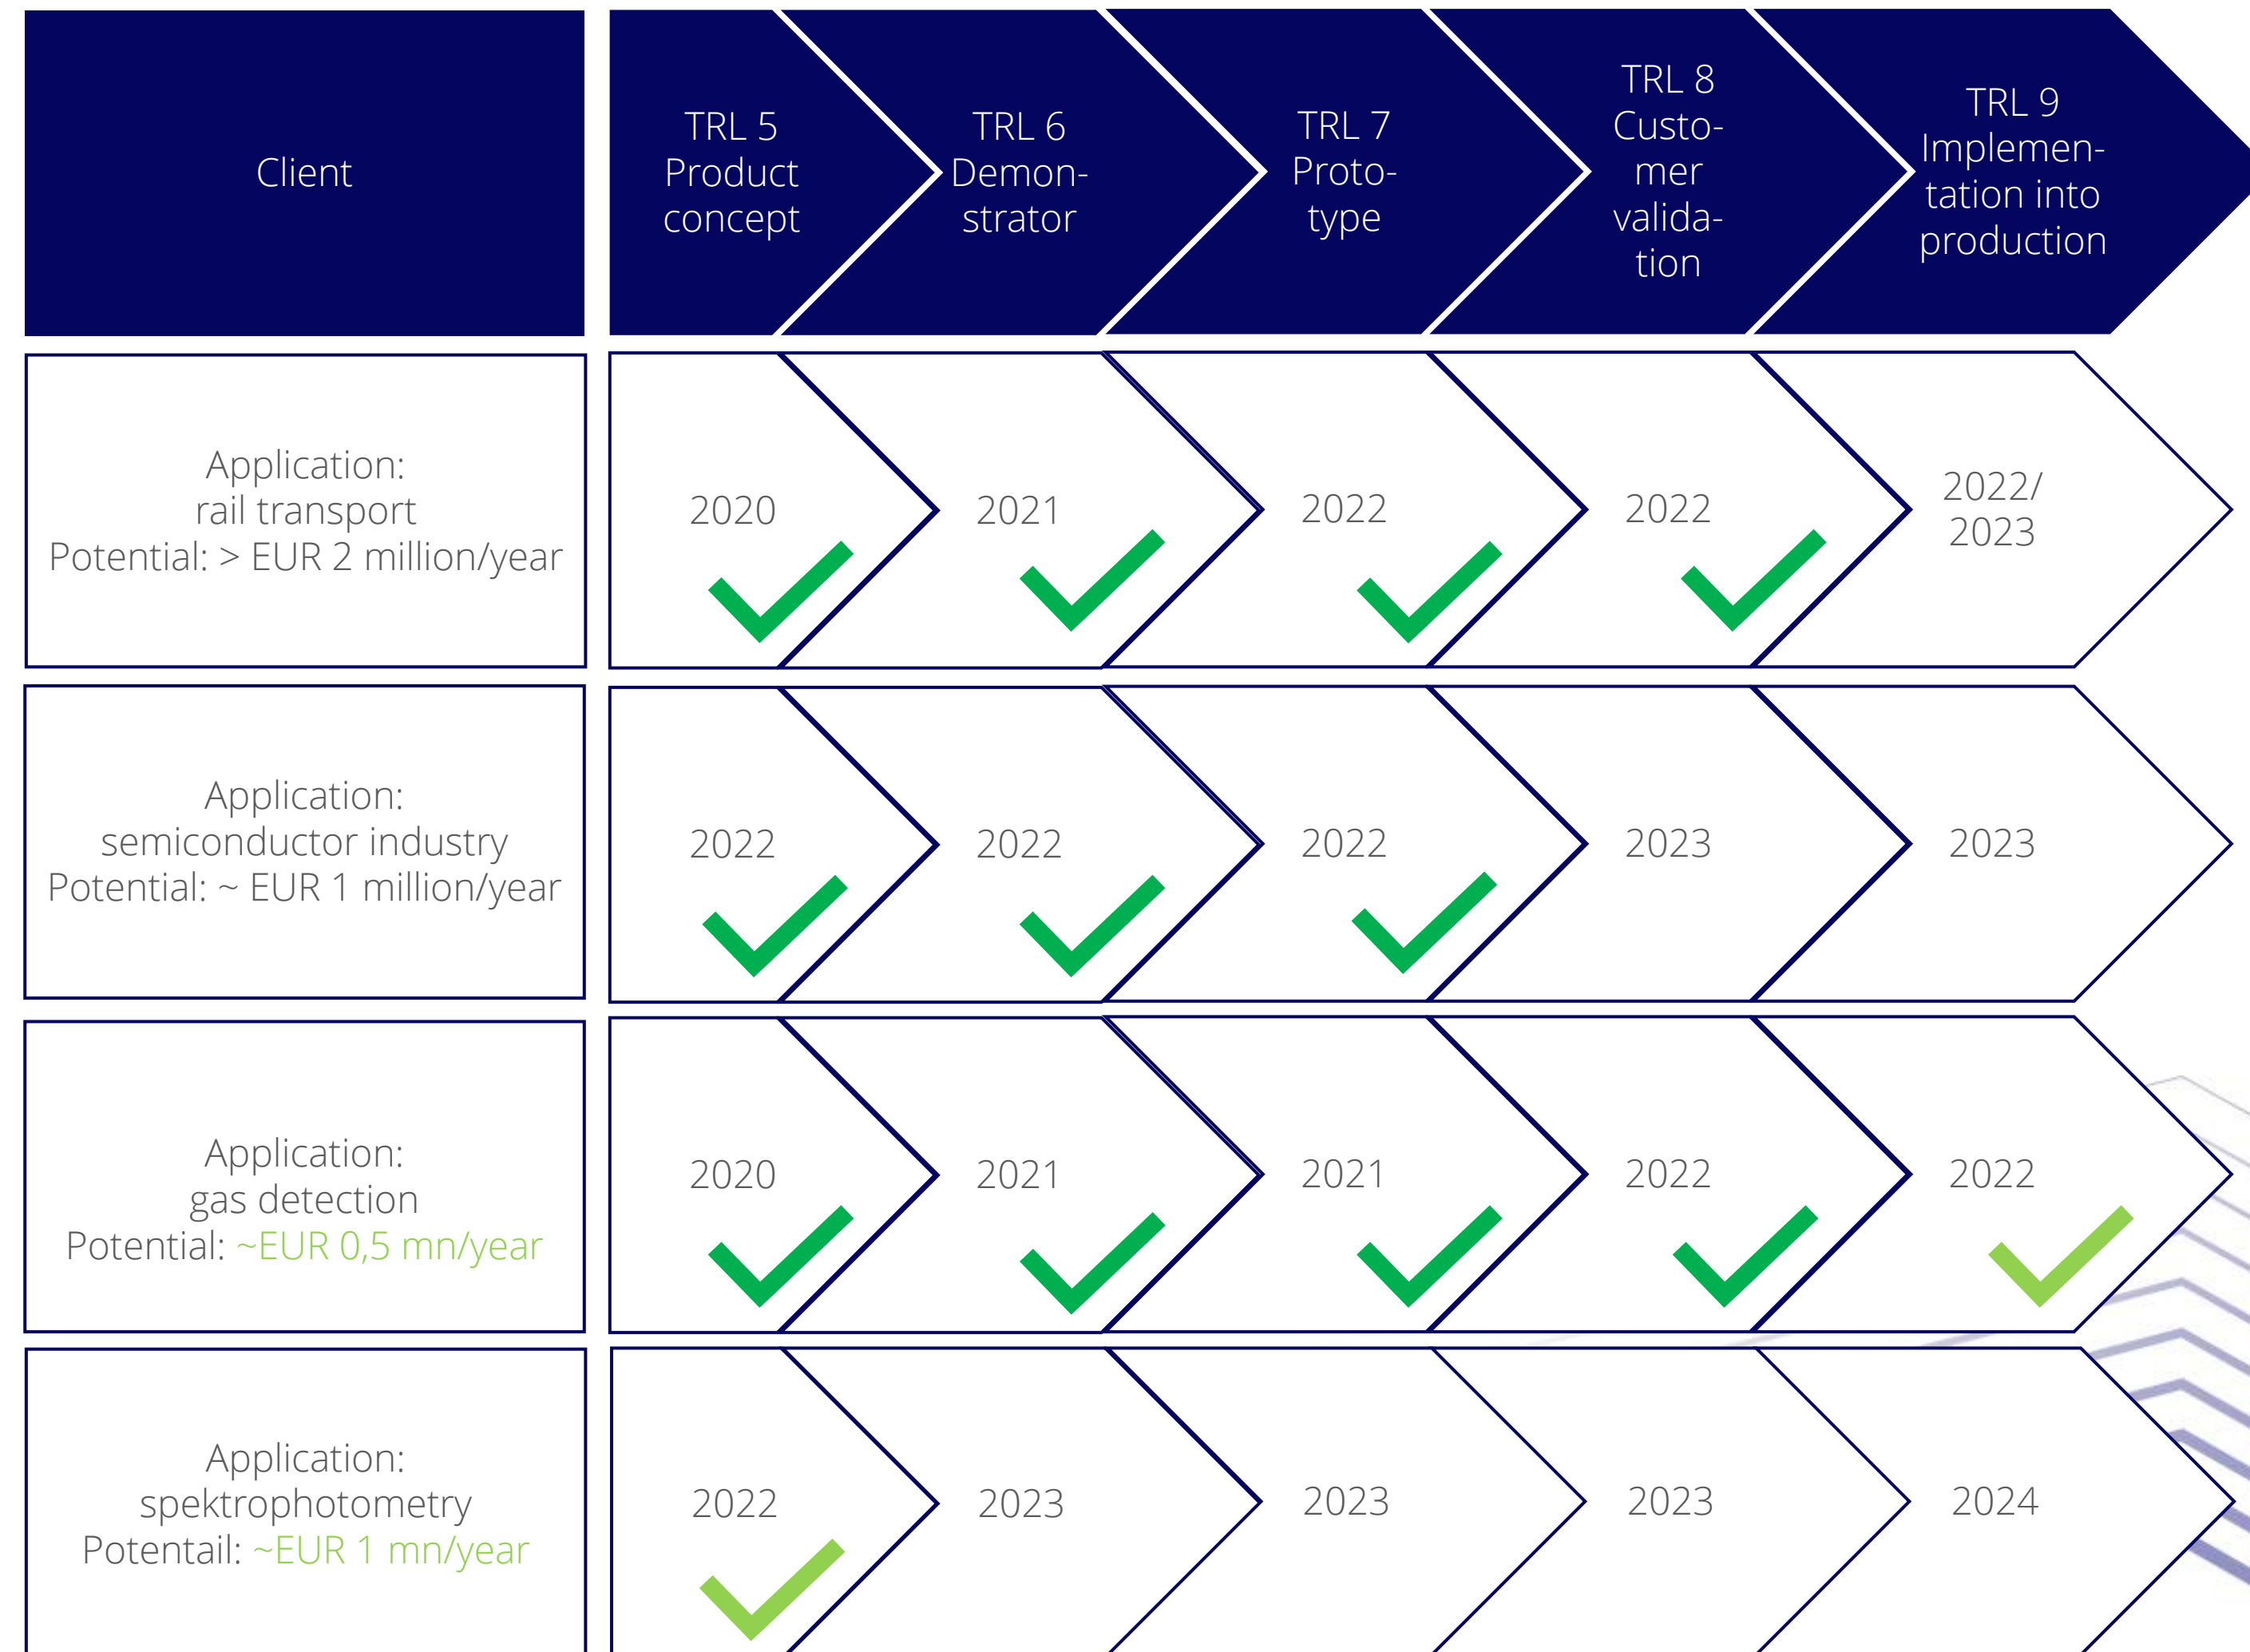 Client
TRL 5
Product
concept
TRL 6
Demon-
strator
TRL 7
Proto-
type
TRL 8
Custo-
mer
valida-
tion
TRL 9
Implemen-
tation into
production
Application:
rail transport
Potential: > EUR 2 million/year
2020
2021
2022
2022
2022/
2023
Application:
semiconductor industry
Potential: ~ EUR 1 million/year
2022
2022
2022
2023
2023
Application:
gas detection
Potential: ~EUR 0,5 mn/year
2020
2021
2021
2022
2022
Application:
spektrophotometry
Potentail: ~EUR 1 mn/year
2022
2023
2023
2023
2024